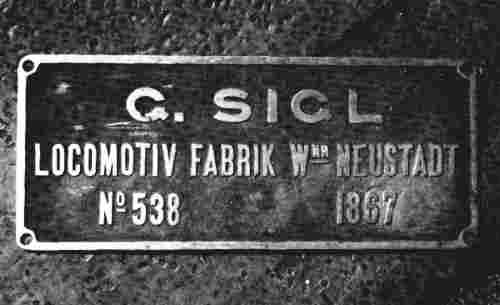 G. SIGL
LOCOMOTIV FABRIK WNR NEUSTADT
No 538 1867